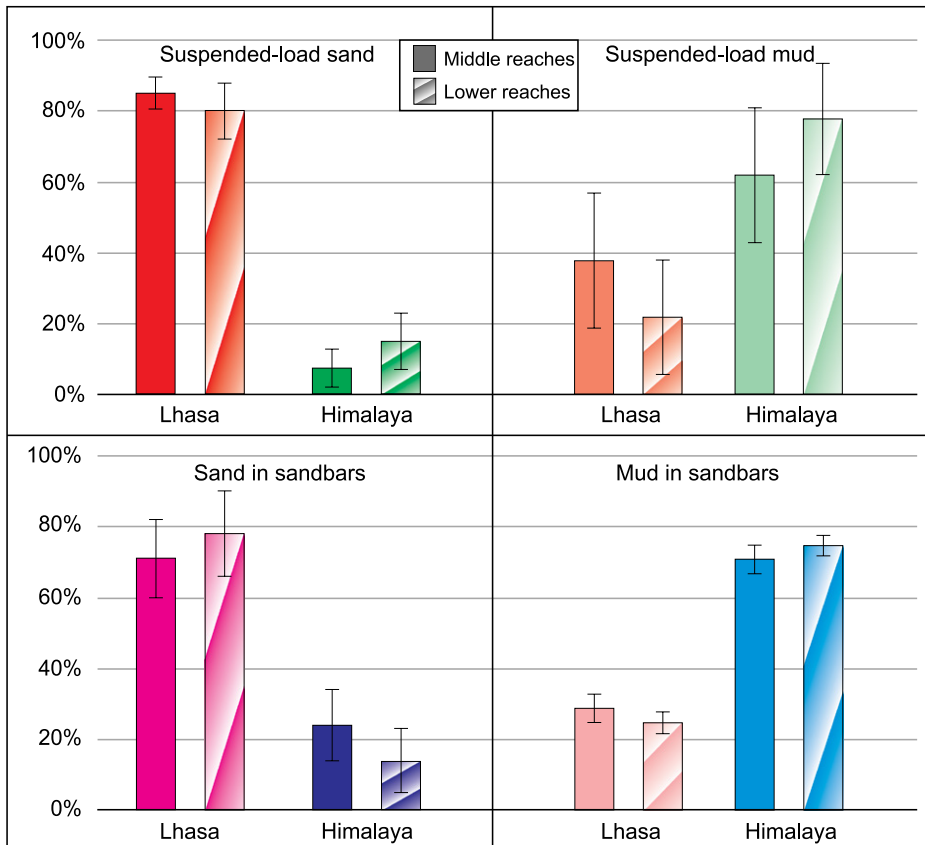 100%
80%
60%
40%
20%
0%
Suspended-load sand
Middle reaches
Lower reaches
Suspended-load mud
Lhasa
Himalaya
Lhasa
Himalaya
100%
80%
60%
40%
20%
0%
Sand in sandbars
Mud in sandbars
Lhasa
Himalaya
Lhasa
Himalaya